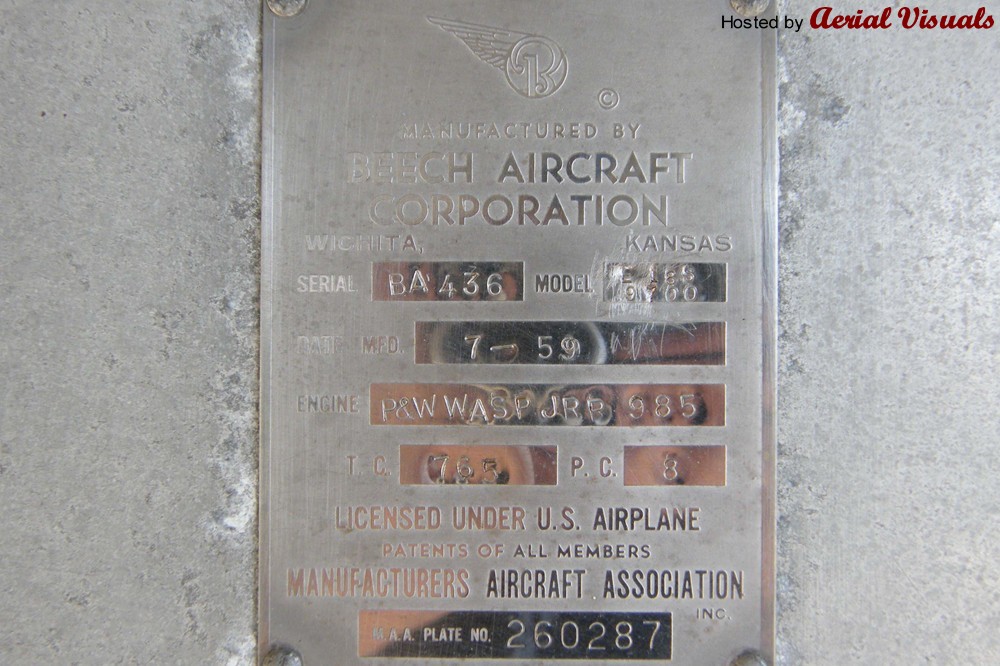 Hosted by Aerial Visuals
B
©
MANUFACTURED BY
BEECH AIRCRAFT
CORPORATION
WICHITA, KANSAS
SERIAL BA 436 MODEL
DATE MFD. 7-59
ENGINE P&W WASP JRP 985
T. C. 765 P. C. 8
LICENSED UNDER U.S. AIRPLANE
PATENTS OF ALL MEMBERS
MANUFACTURERS AIRCRAFT ASSOCIATION
INC.
M.A.A. PLATE NO. 260287